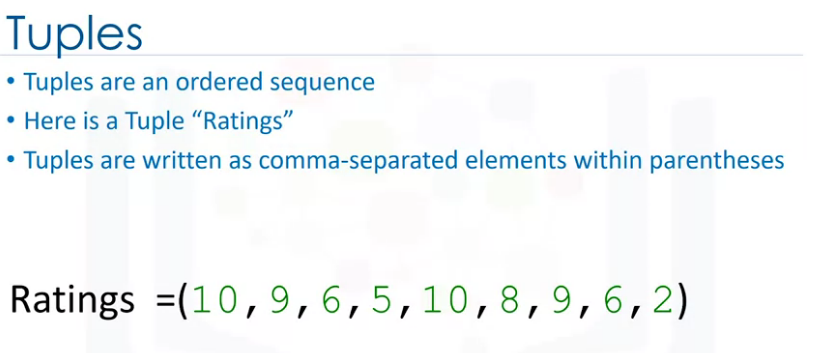 Tuples
• Tuples are an ordered sequence
• Here is a Tuple “Ratings”
• Tuples are written as comma-separated elements within parentheses
Ratings =(10,9,6,5,10,8,9,6,2)